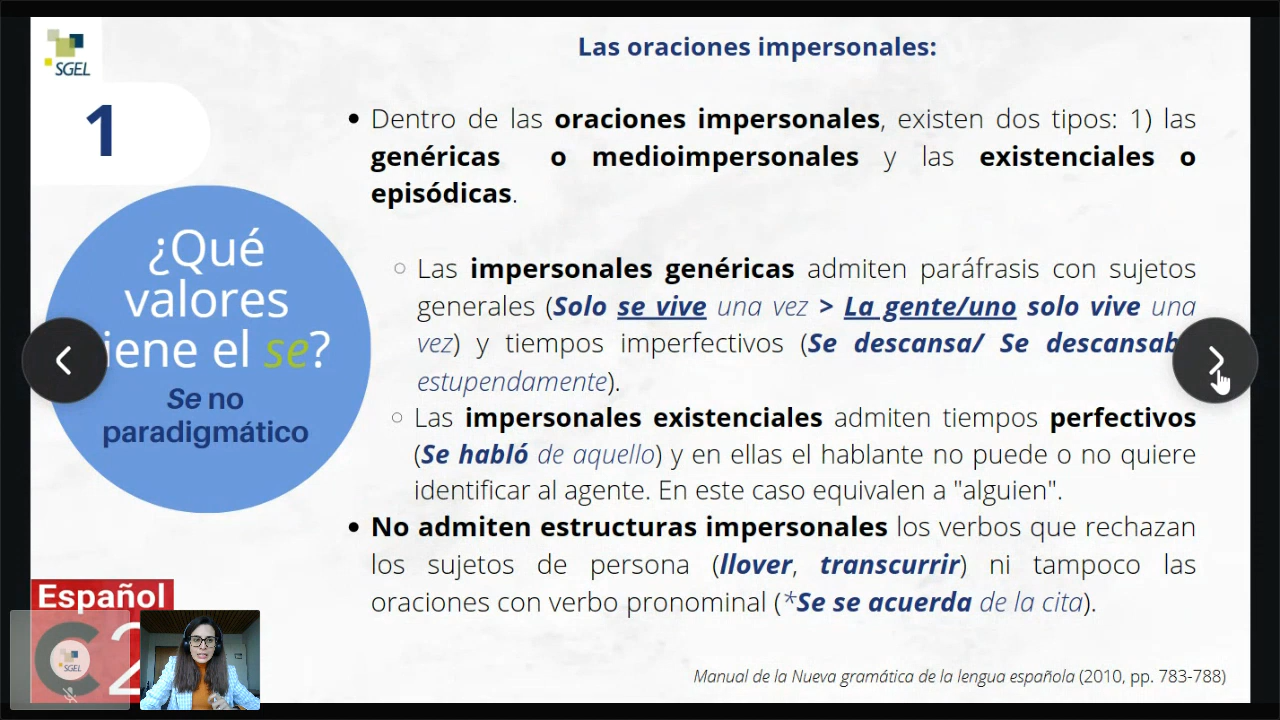 SGEL
1
¿Qué
valores
iene el se?
Se no
paradigmático
Español
C2
SGEL
Las oraciones impersonales:
• Dentro de las oraciones impersonales, existen dos tipos: 1) las
genéricas o medioimpersonales y las existenciales o
episódicas.
○ Las impersonales genéricas admiten paráfrasis con sujetos
generales (Solo se vive una vez > La gente/uno solo vive una
vez) y tiempos imperfectivos (Se descansa/ Se descansab
estupendamente).
○ Las impersonales existenciales admiten tiempos perfectivos
(Se habló de aquello) y en ellas el hablante no puede o no quiere
identificar al agente. En este caso equivalen a "alguien".
• No admiten estructuras impersonales los verbos que rechazan
los sujetos de persona (llover, transcurrir) ni tampoco las
oraciones con verbo pronominal (*Se se acuerda de la cita).
Manual de la Nueva gramática de la lengua española (2010, pp. 783-788)